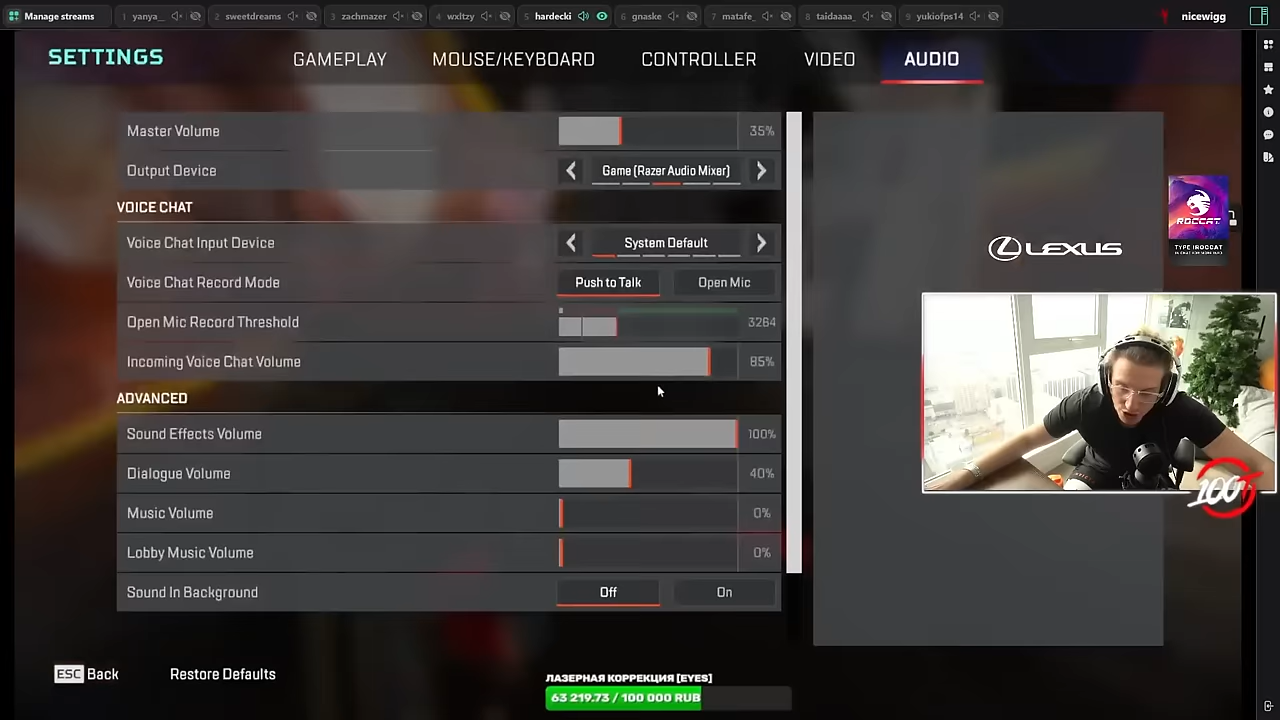 Manage streams
1 yanya_
2 sweetdreams
3 zachmazer
4 wxltzy
5 hardecki
6 gnaske
7 matafe_
8 taidaaa_
9 yukiofps14
nicewigg
SETTINGS
GAMEPLAY
MOUSE/KEYBOARD
CONTROLLER
VIDEO
AUDIO
Master Volume 35%
Output Device Game (Razer Audio Mixer)
VOICE CHAT
Voice Chat Input Device System Default
Voice Chat Record Mode Push to Talk Open Mic
Open Mic Record Threshold 3264
Incoming Voice Chat Volume 85%
ADVANCED
Sound Effects Volume 100%
Dialogue Volume 40%
Music Volume 0%
Lobby Music Volume 0%
Sound In Background Off On
LEXUS
ROCCAT
TYPE !ROCCAT
100
ESC Back
Restore Defaults
ЛАЗЕРНАЯ КОРРЕКЦИЯ [EYES]
63 219.73 / 100 000 RUB